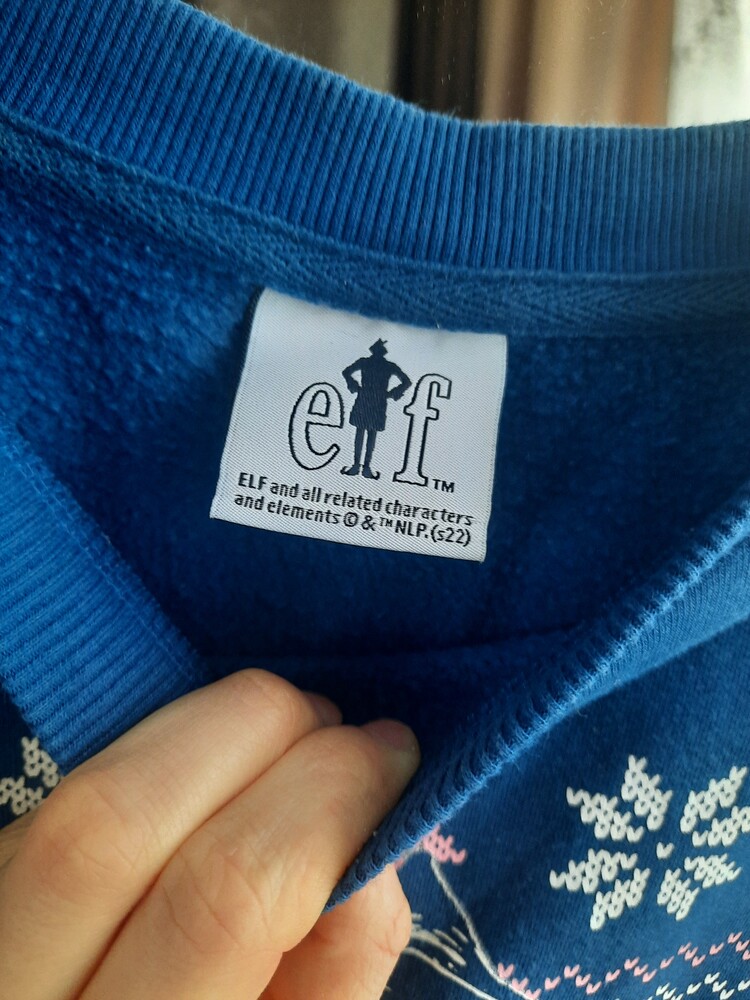 elf™
ELF and all related characters
and elements © & ™ NLP. (s22)